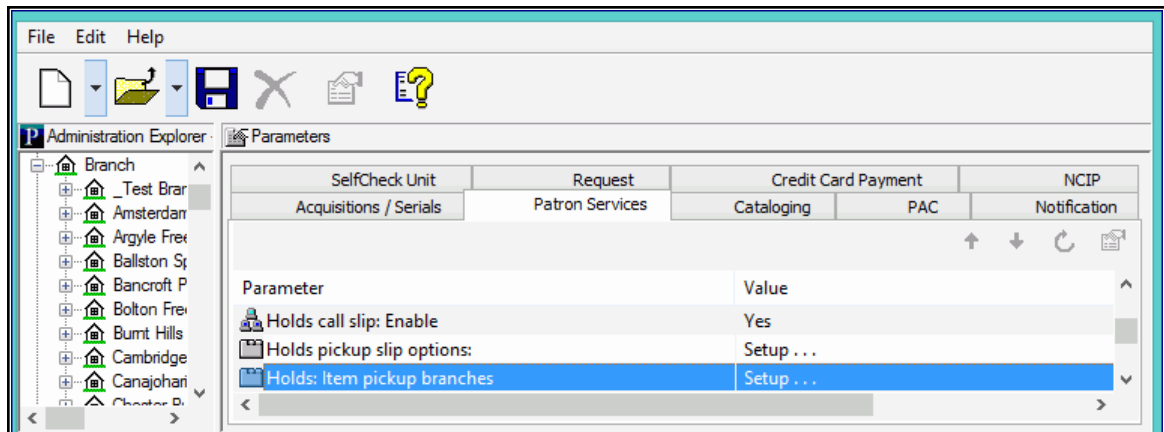 File Edit Help
Administration Explorer - Parameters
Branch
_Test Brar
Amsterdam
Argyle Free
Ballston Sp
Bancroft P
Bolton Free
Burnt Hills
Cambridge
Canajohari
SelfCheck Unit Request Credit Card Payment NCIP
Acquisitions / Serials Patron Services Cataloging PAC Notification
Parameter Value
Holds call slip: Enable Yes
Holds pickup slip options: Setup . . .
Holds: Item pickup branches Setup . . .